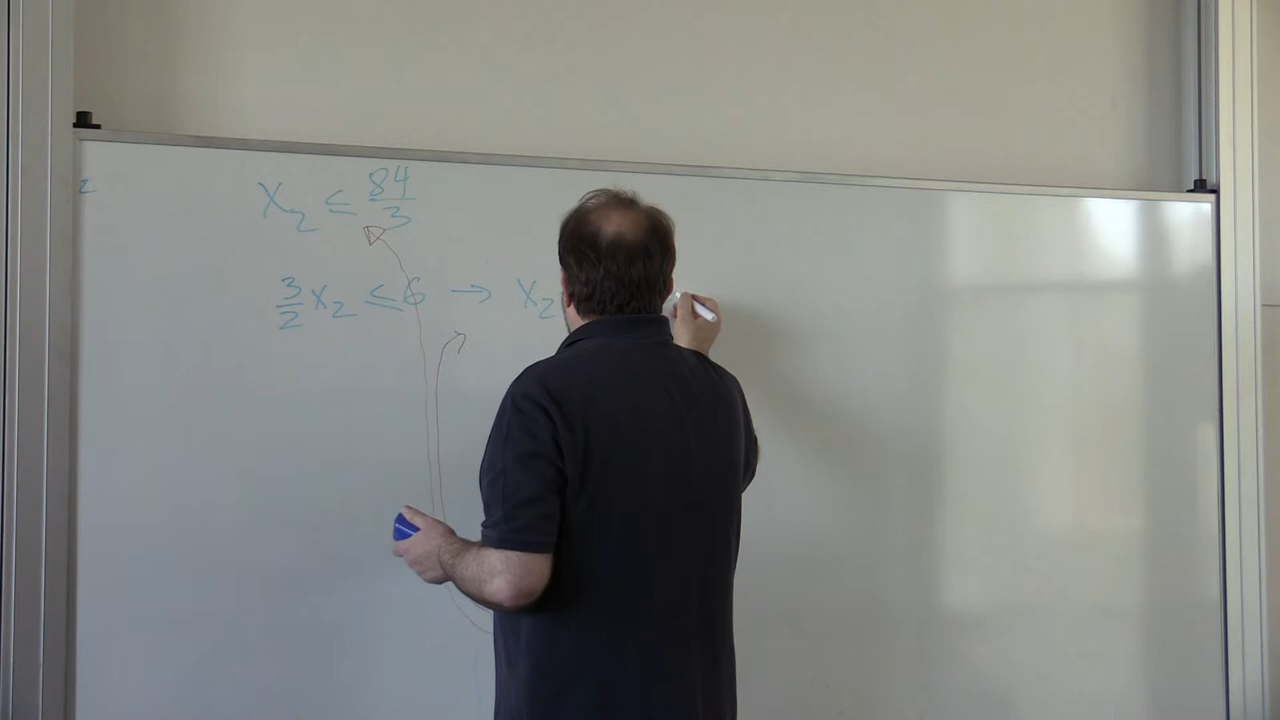 x₂ ≤ 84/3
3/2 x₂ ≤ 6 → x₂